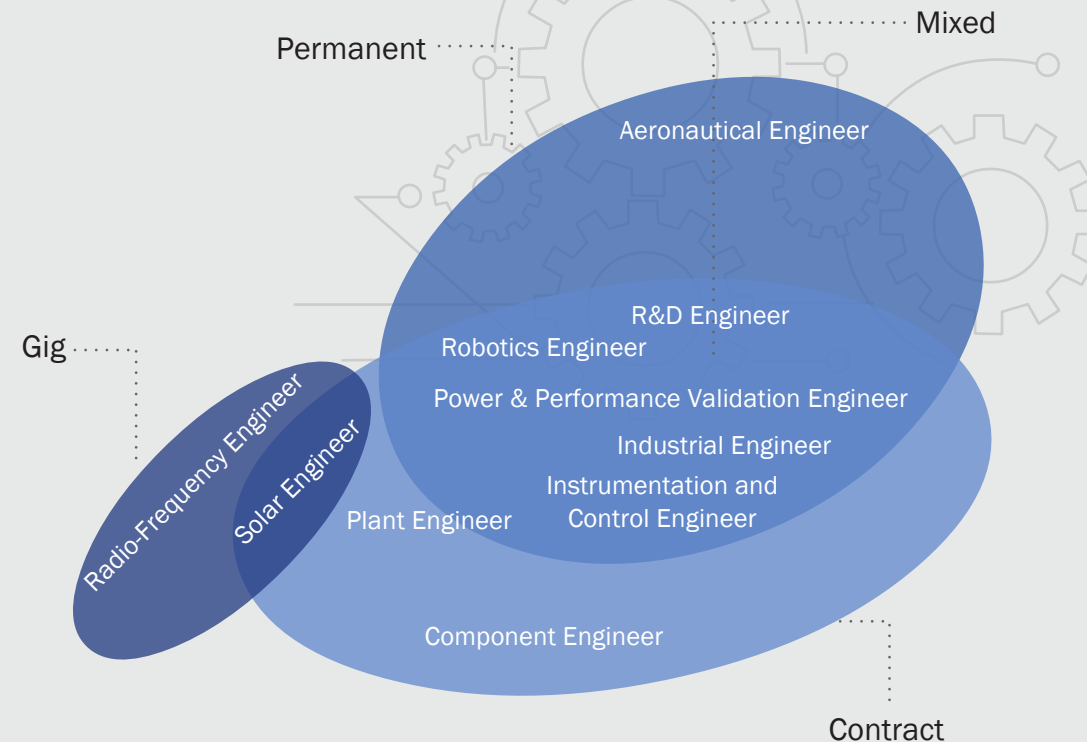 Mixed
Permanent
Aeronautical Engineer
R&D Engineer
Robotics Engineer
Gig
Power & Performance Validation Engineer
Radio-Frequency Engineer
Solar Engineer
Industrial Engineer
Instrumentation and
Control Engineer
Plant Engineer
Component Engineer
Contract